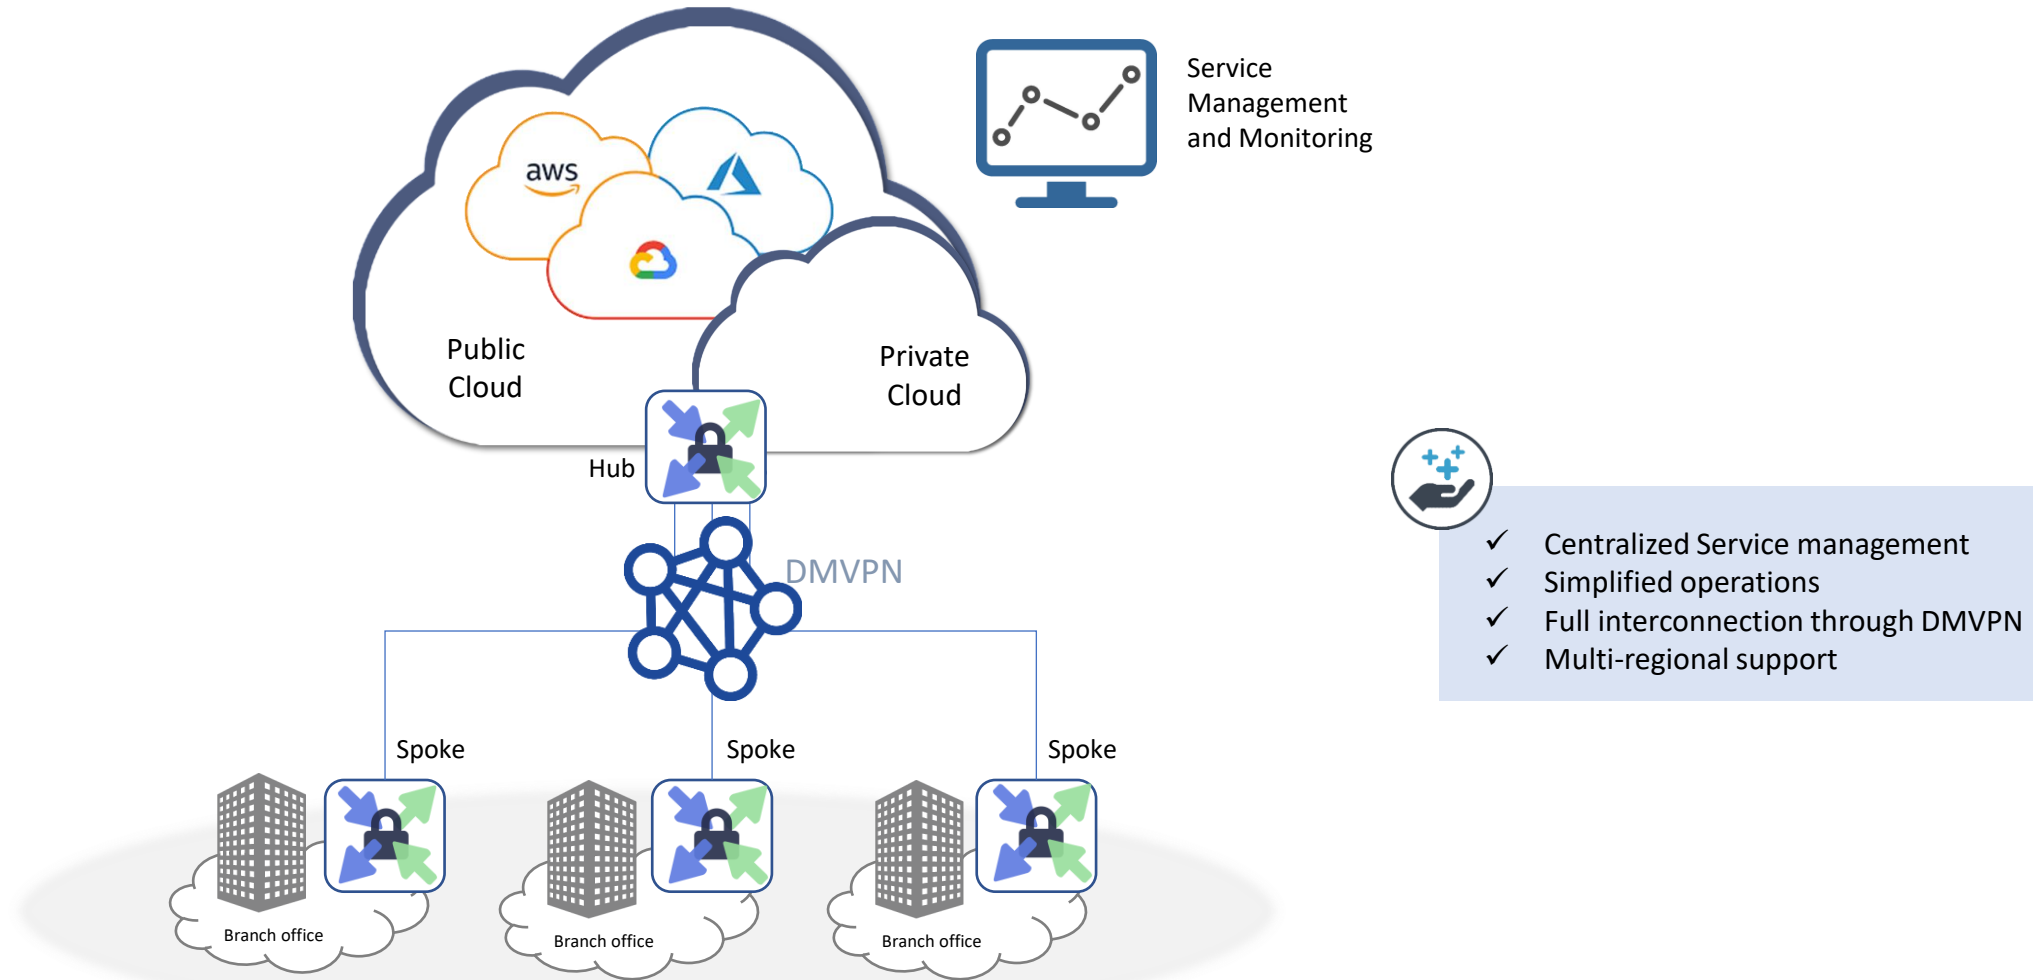 Service
Management
and Monitoring
aws
Public
Cloud
Private
Cloud
Hub
DMVPN
✓ Centralized Service management
✓ Simplified operations
✓ Full interconnection through DMVPN
✓ Multi-regional support
Spoke
Spoke
Spoke
Branch office
Branch office
Branch office